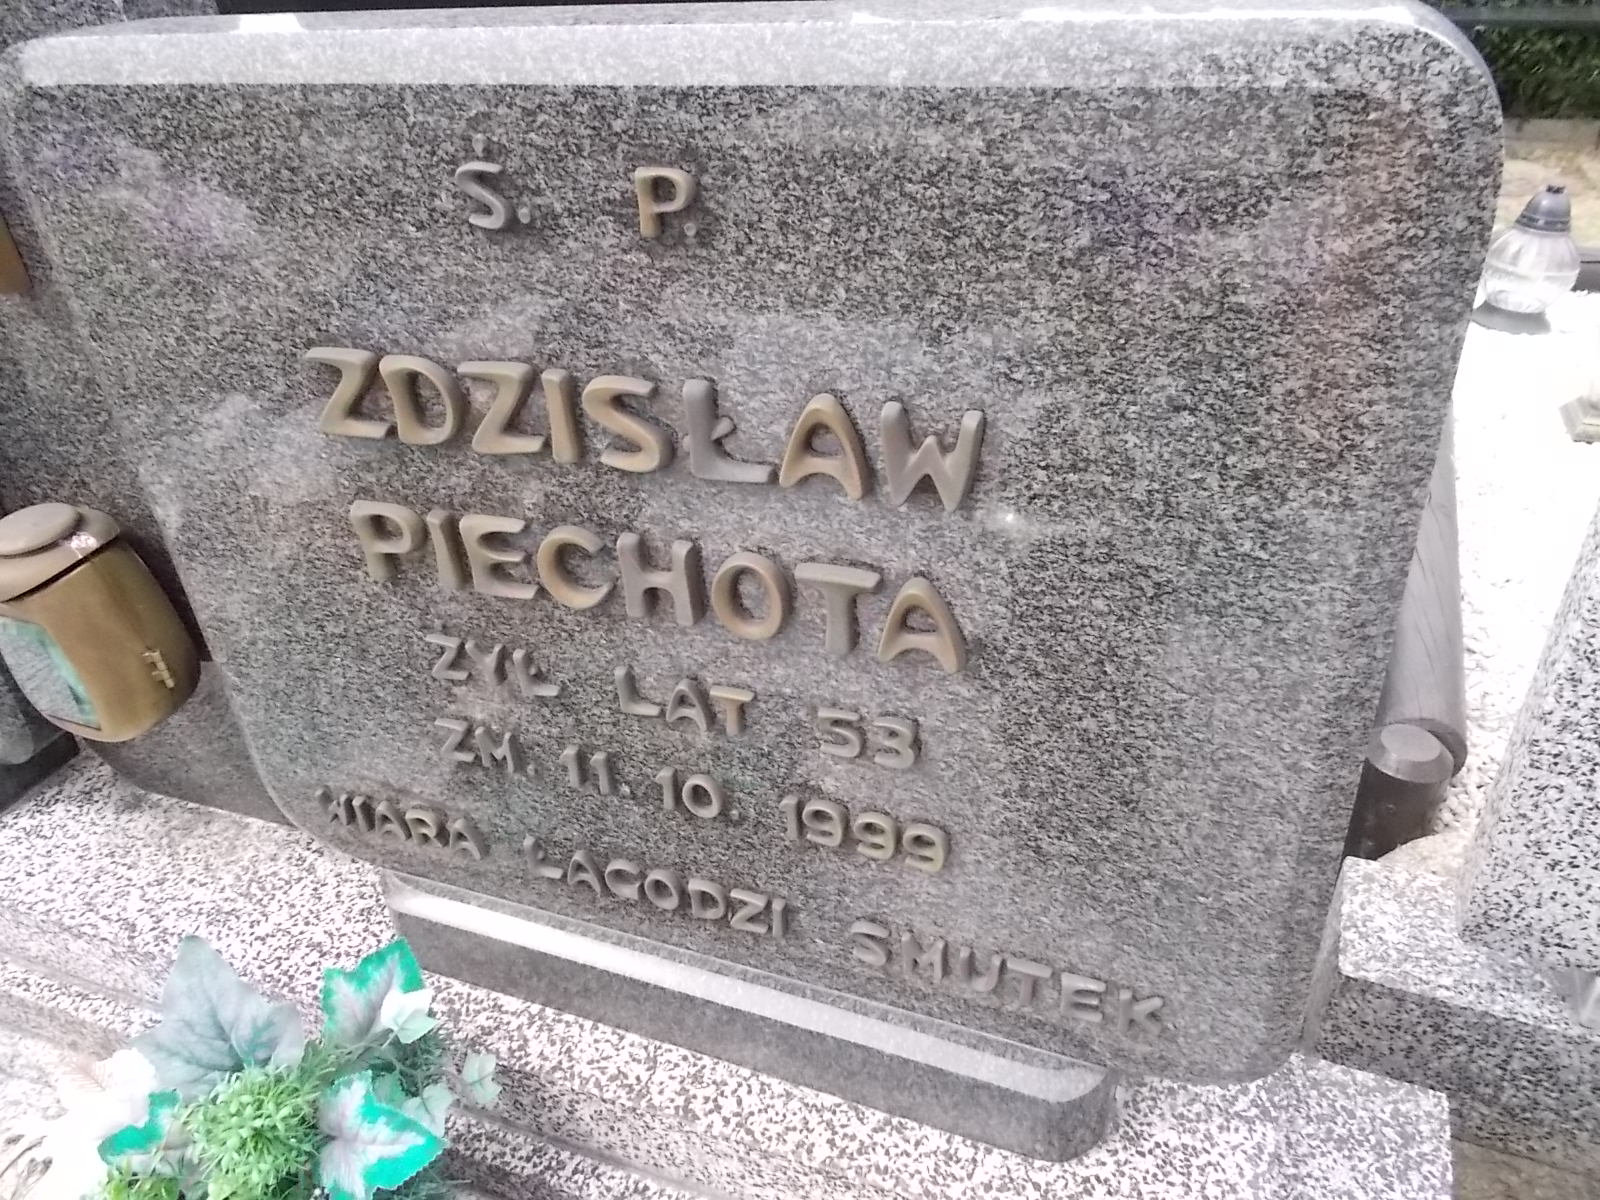 Ś. P.
ZDZISŁAW
PIECHOTA
ŻYŁ LAT 53
ZM. 11. 10. 1999
WIARA ŁAGODZI SMUTEK